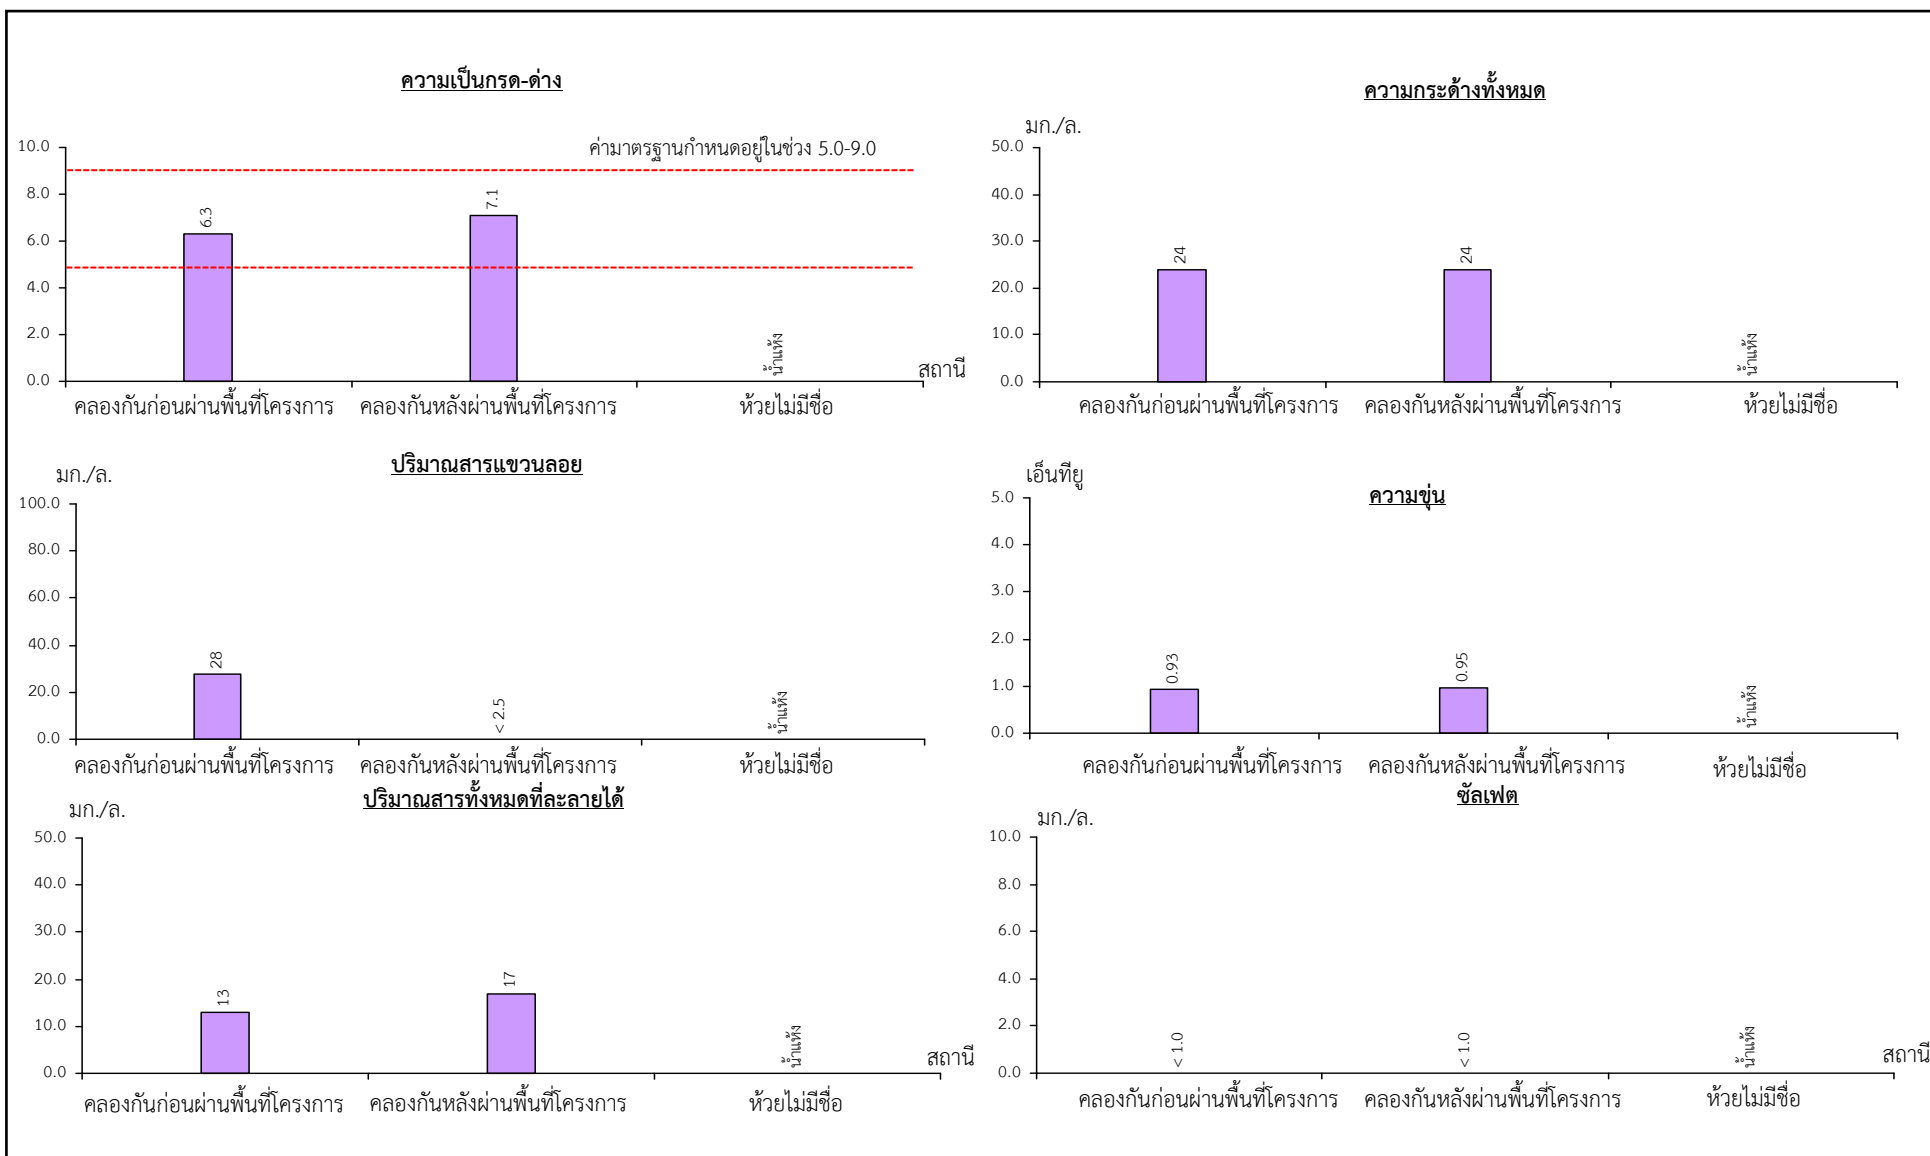 ความเป็นกรด-ด่าง
ค่ามาตรฐานกำหนดอยู่ในช่วง 5.0-9.0
10.0
8.0
6.0
4.0
2.0
0.0
6.3
7.1
น้ำแห้ง
สถานี
คลองกันก่อนผ่านพื้นที่โครงการ
คลองกันหลังผ่านพื้นที่โครงการ
ห้วยไม่มีชื่อ
ความกระด้างทั้งหมด
มก./ล.
50.0
40.0
30.0
20.0
10.0
0.0
24
24
น้ำแห้ง
คลองกันก่อนผ่านพื้นที่โครงการ
คลองกันหลังผ่านพื้นที่โครงการ
ห้วยไม่มีชื่อ
ปริมาณสารแขวนลอย
มก./ล.
100.0
80.0
60.0
40.0
20.0
0.0
28
< 2.5
น้ำแห้ง
คลองกันก่อนผ่านพื้นที่โครงการ
คลองกันหลังผ่านพื้นที่โครงการ
ห้วยไม่มีชื่อ
เอ็นทียู
ความขุ่น
5.0
4.0
3.0
2.0
1.0
0.0
0.93
0.95
น้ำแห้ง
คลองกันก่อนผ่านพื้นที่โครงการ
คลองกันหลังผ่านพื้นที่โครงการ
ห้วยไม่มีชื่อ
ปริมาณสารทั้งหมดที่ละลายได้
มก./ล.
50.0
40.0
30.0
20.0
10.0
0.0
13
17
น้ำแห้ง
สถานี
คลองกันก่อนผ่านพื้นที่โครงการ
คลองกันหลังผ่านพื้นที่โครงการ
ห้วยไม่มีชื่อ
ซัลเฟต
มก./ล.
10.0
8.0
6.0
4.0
2.0
0.0
< 1.0
< 1.0
น้ำแห้ง
สถานี
คลองกันก่อนผ่านพื้นที่โครงการ
คลองกันหลังผ่านพื้นที่โครงการ
ห้วยไม่มีชื่อ